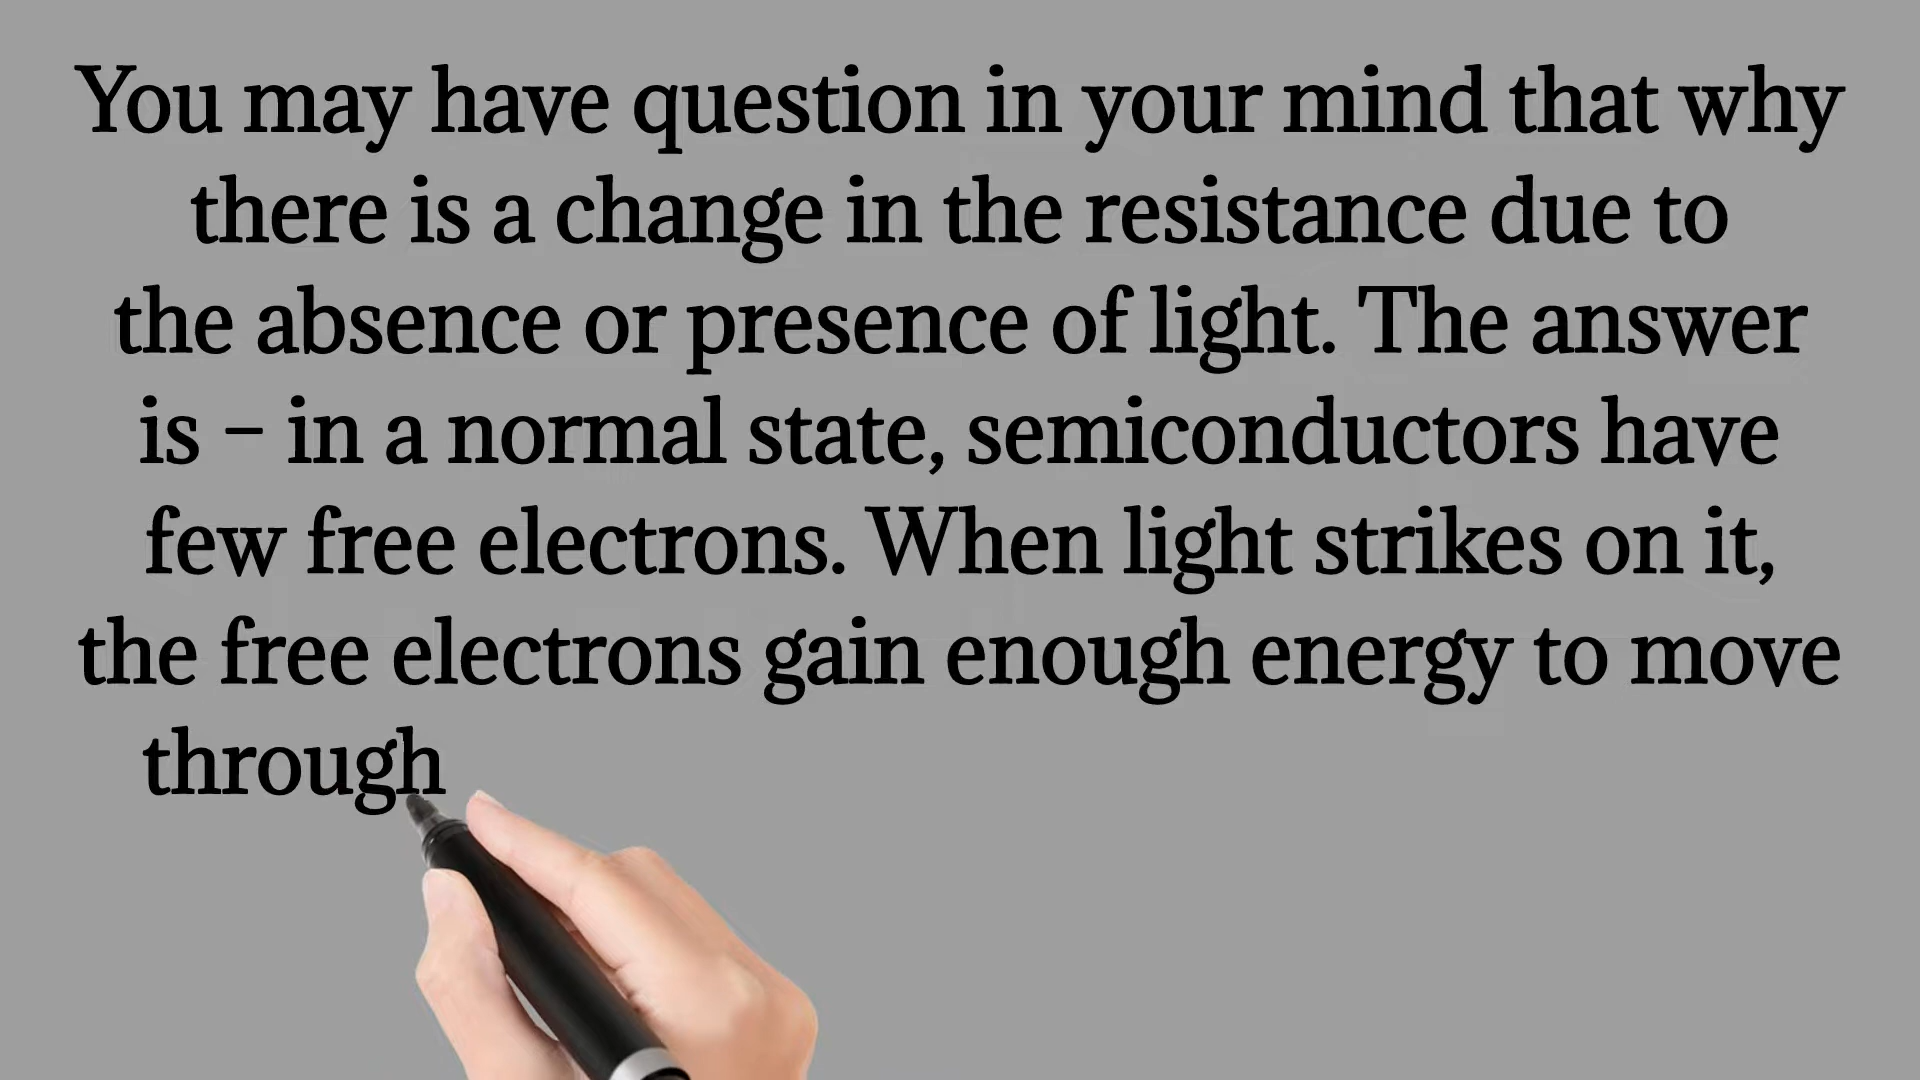 You may have question in your mind that why
there is a change in the resistance due to
the absence or presence of light. The answer
is – in a normal state, semiconductors have
few free electrons. When light strikes on it,
the free electrons gain enough energy to move
through